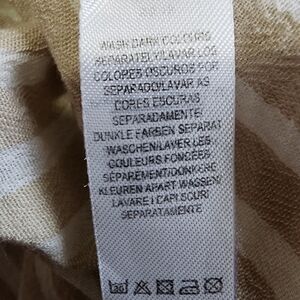 WASH DARK COLOURS
SEPARATELY/LAVAR LOS
COLORES OSCUROS POR
SEPARADO/LAVAR AS
CORES ESCURAS
SEPARADAMENTE/
DUNKLE FARBEN SEPARAT
WASCHEN/LAVER LES
COULEURS FONCÉES
SÉPARÉMENT/DONKERE
KLEUREN APART WASSEN/
LAVARE I CAPI SCURI
SEPARATAMENTE
30